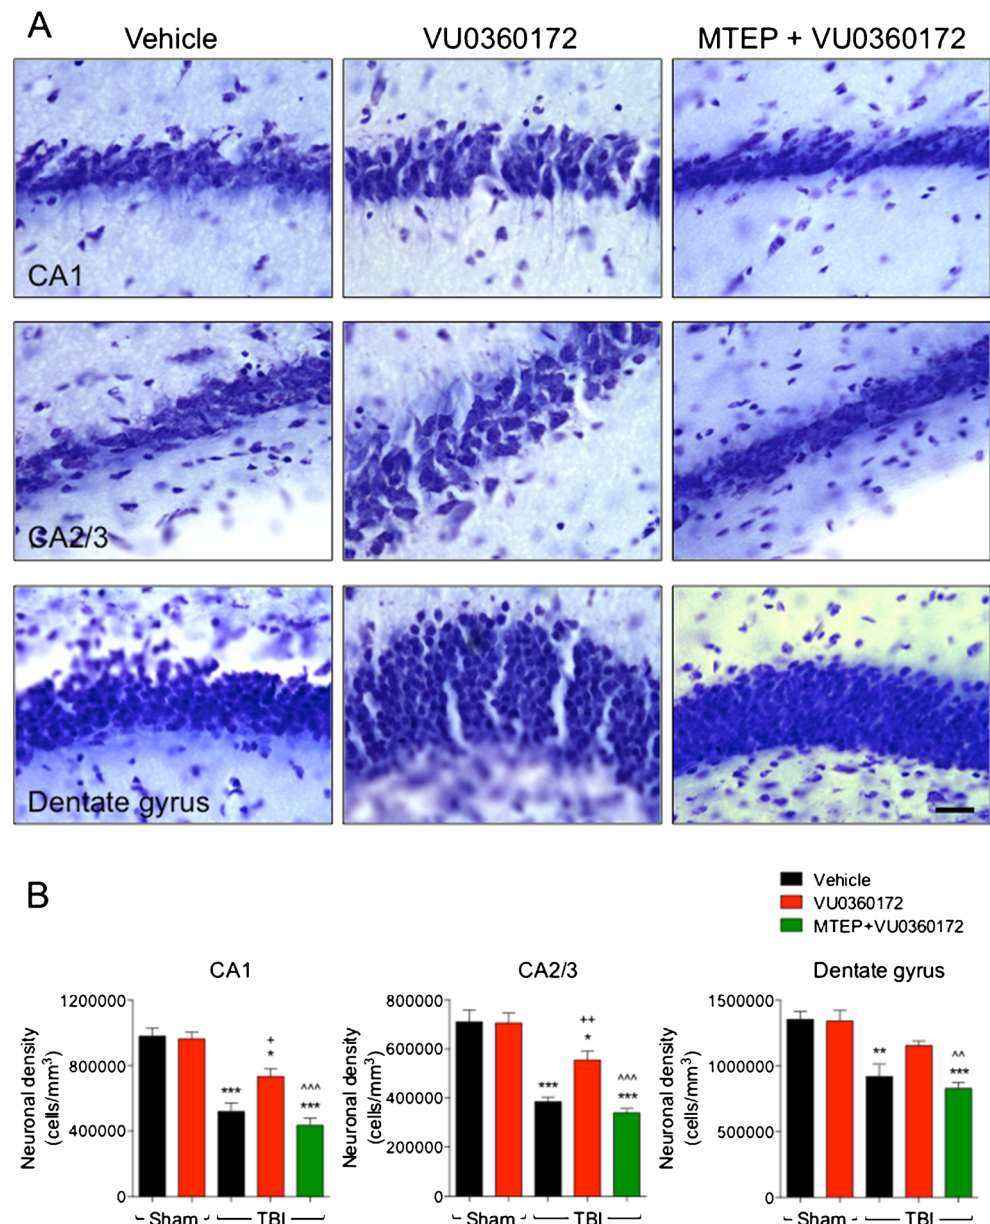 A
Vehicle VU0360172 MTEP + VU0360172
CA1
CA2/3
Dentate gyrus
B
Vehicle
VU0360172
MTEP+VU0360172
CA1
Neuronal density
(cells/mm³)
1200000
800000
400000
0
***
+
*
^^^
***
Sham TBI
CA2/3
Neuronal density
(cells/mm³)
800000
600000
400000
200000
0
***
++
*
^^^
***
Sham TBI
Dentate gyrus
Neuronal density
(cells/mm³)
1500000
1000000
500000
0
**
^^
***
Sham TBI